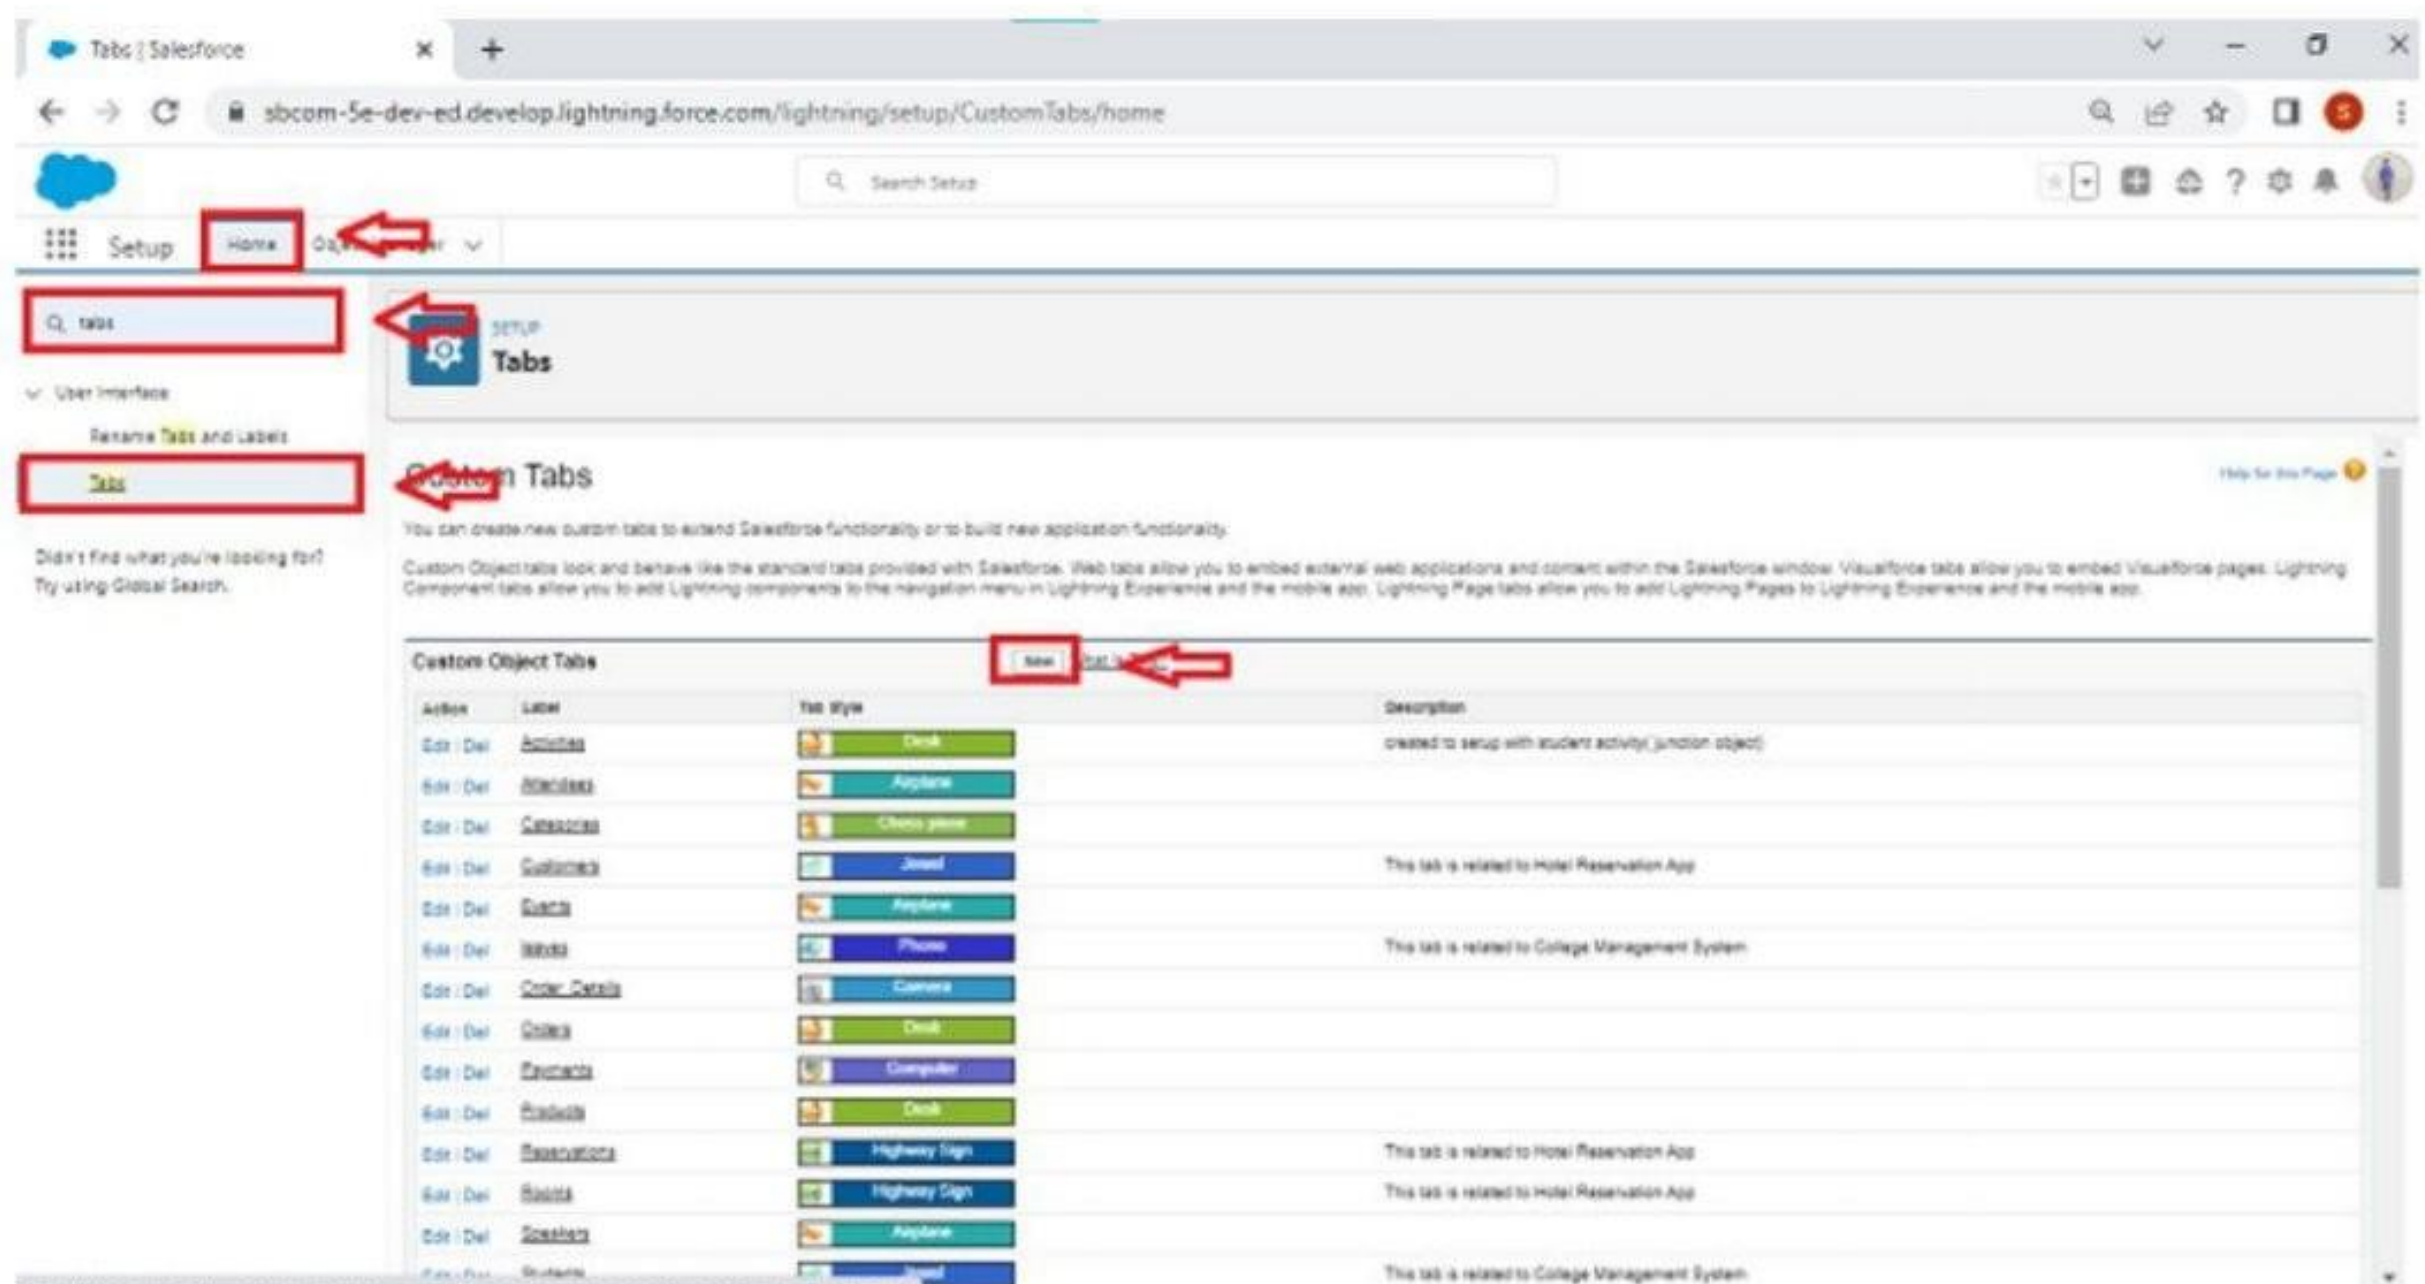 Tabs | Salesforce
sbcom-5e-dev-ed.develop.lightning.force.com/lightning/setup/CustomTabs/home
S
Search Setup
Setup Home
tabs
SETUP
Tabs
User Interface
Rename Tabs and Labels
Tabs
Didn't find what you're looking for?
Try using Global Search.
Custom Tabs
Help for this Page
You can create new custom tabs to extend Salesforce functionality or to build new application functionality.
Custom Object tabs look and behave like the standard tabs provided with Salesforce. Web tabs allow you to embed external web applications and content within the Salesforce window. Visualforce tabs allow you to embed Visualforce pages. Lightning
Component tabs allow you to add Lightning components to the navigation menu in Lightning Experience and the mobile app. Lightning Page tabs allow you to add Lightning Pages to Lightning Experience and the mobile app.
Custom Object Tabs New
Action Label Tab Style Description
Edit | Del Activities Desk created to setup with student activity( junction object)
Edit | Del Attendees Airplane
Edit | Del Categories Chess piece
Edit | Del Customers Jewel This tab is related to Hotel Reservation App
Edit | Del Events Airplane
Edit | Del Phone This tab is related to College Management System
Edit | Del Order Details Camera
Edit | Del Orders Desk
Edit | Del Payments Computer
Edit | Del Products Desk
Edit | Del Reservations Highway Sign This tab is related to Hotel Reservation App
Edit | Del Rooms Highway Sign This tab is related to Hotel Reservation App
Edit | Del Speakers Airplane
Edit | Del Students Jewel This tab is related to College Management System